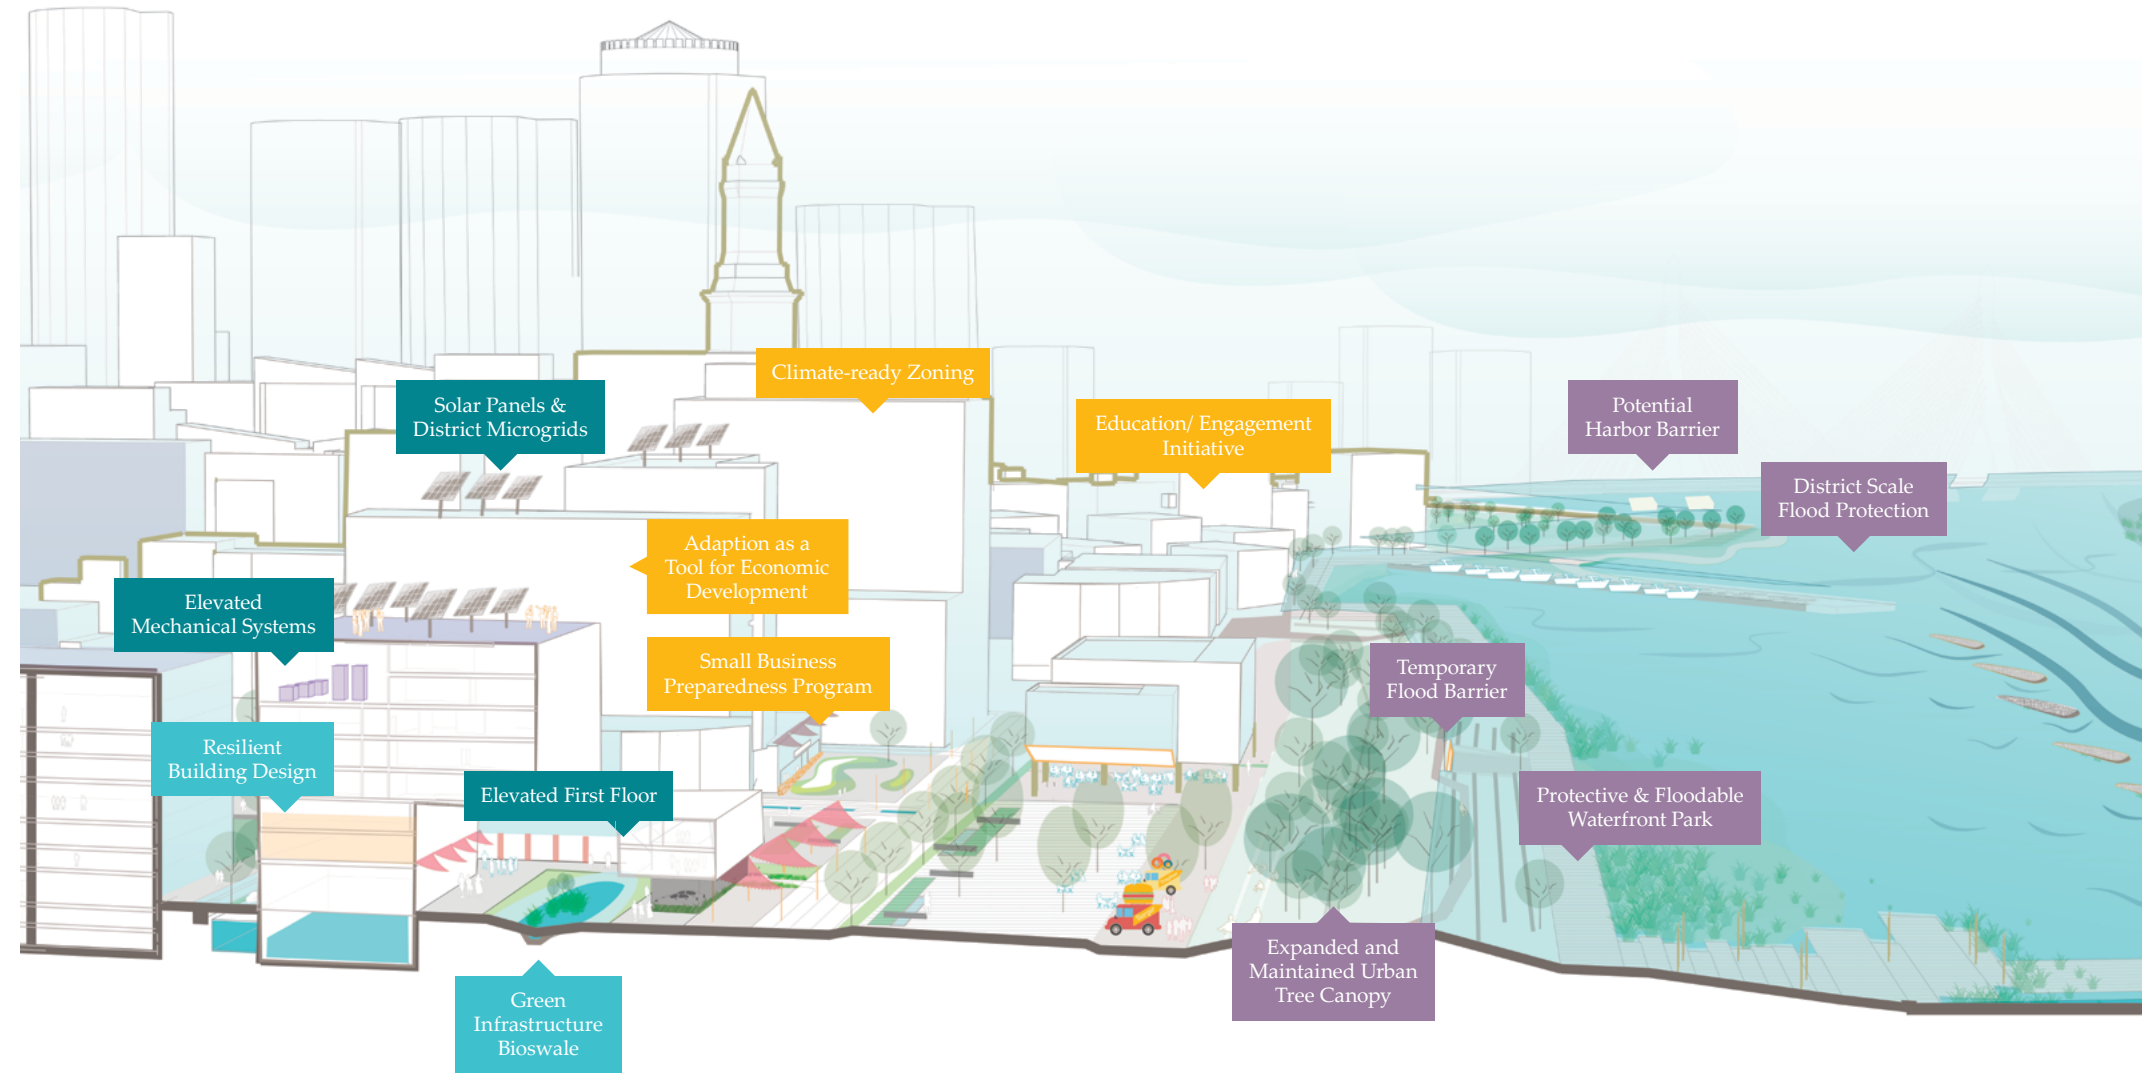 Climate-ready Zoning
Solar Panels &
District Microgrids
Education/ Engagement
Initiative
Potential
Harbor Barrier
District Scale
Flood Protection
Adaption as a
Tool for Economic
Development
Elevated
Mechanical Systems
Small Business
Preparedness Program
Temporary
Flood Barrier
Resilient
Building Design
Elevated First Floor
Protective & Floodable
Waterfront Park
Expanded and
Maintained Urban
Tree Canopy
Green
Infrastructure
Bioswale